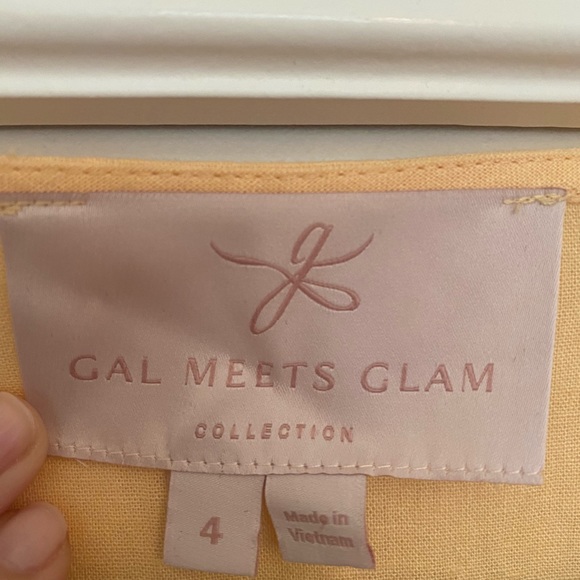 g
GAL MEETS GLAM
COLLECTION
4
Made in
Vietnam